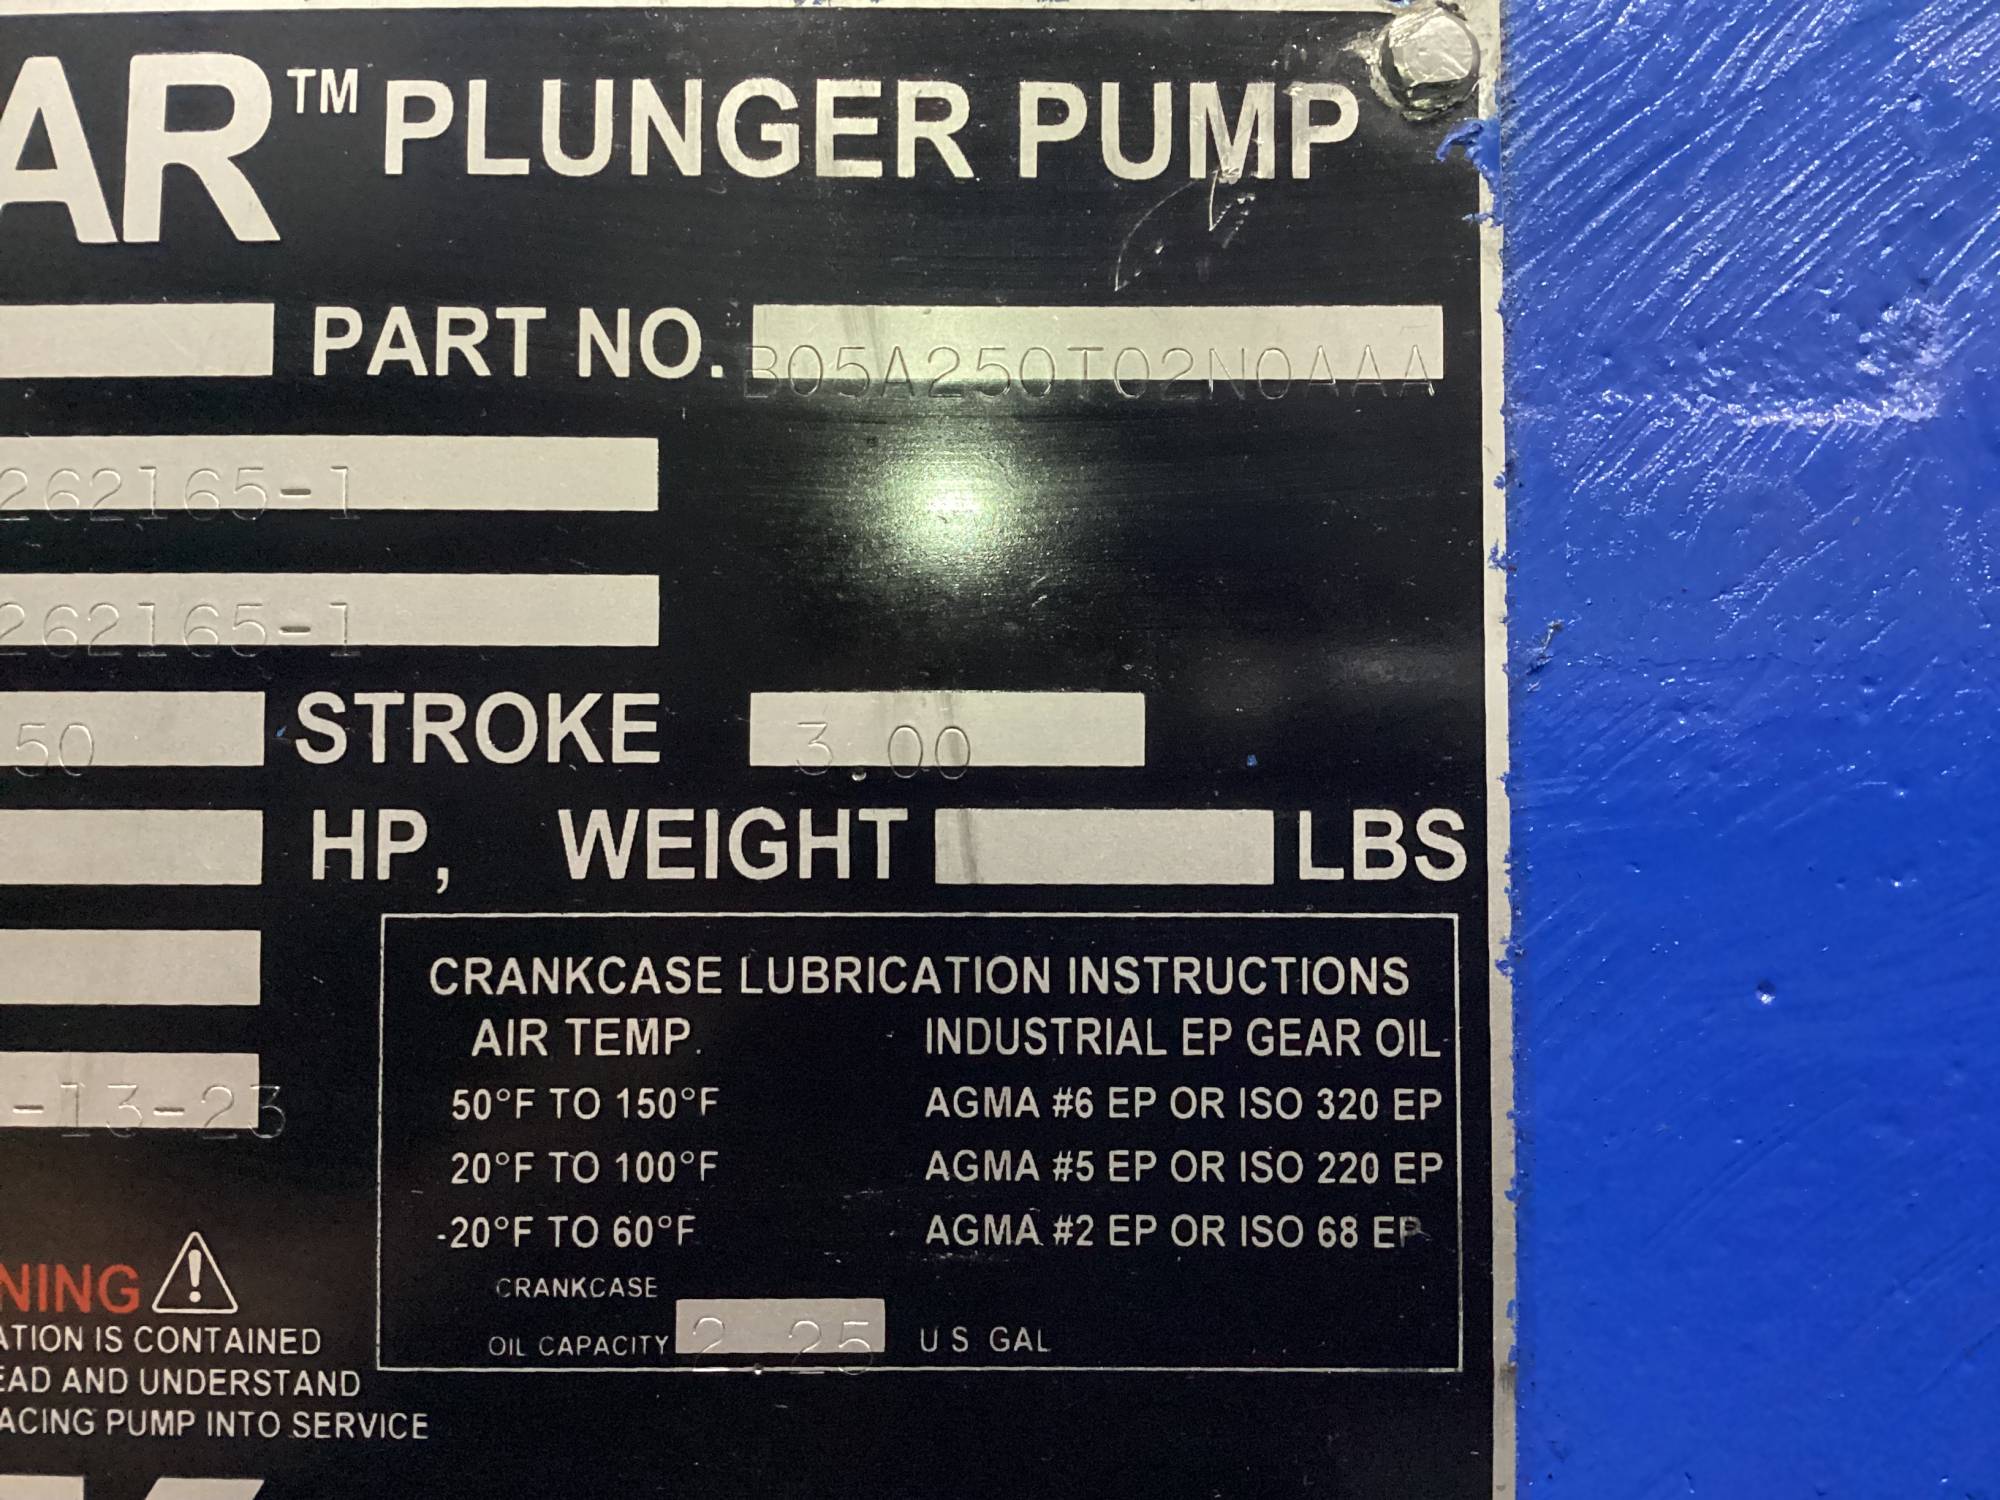 AR™ PLUNGER PUMP
PART NO. B05A250T02N0AAA
262165-1
262165-1
50 STROKE 3.00
HP, WEIGHT LBS
-13-23
CRANKCASE LUBRICATION INSTRUCTIONS
AIR TEMP. INDUSTRIAL EP GEAR OIL
50°F TO 150°F AGMA #6 EP OR ISO 320 EP
20°F TO 100°F AGMA #5 EP OR ISO 220 EP
-20°F TO 60°F AGMA #2 EP OR ISO 68 EP
CRANKCASE
OIL CAPACITY 2.25 U S GAL
NING
ATION IS CONTAINED
EAD AND UNDERSTAND
ACING PUMP INTO SERVICE